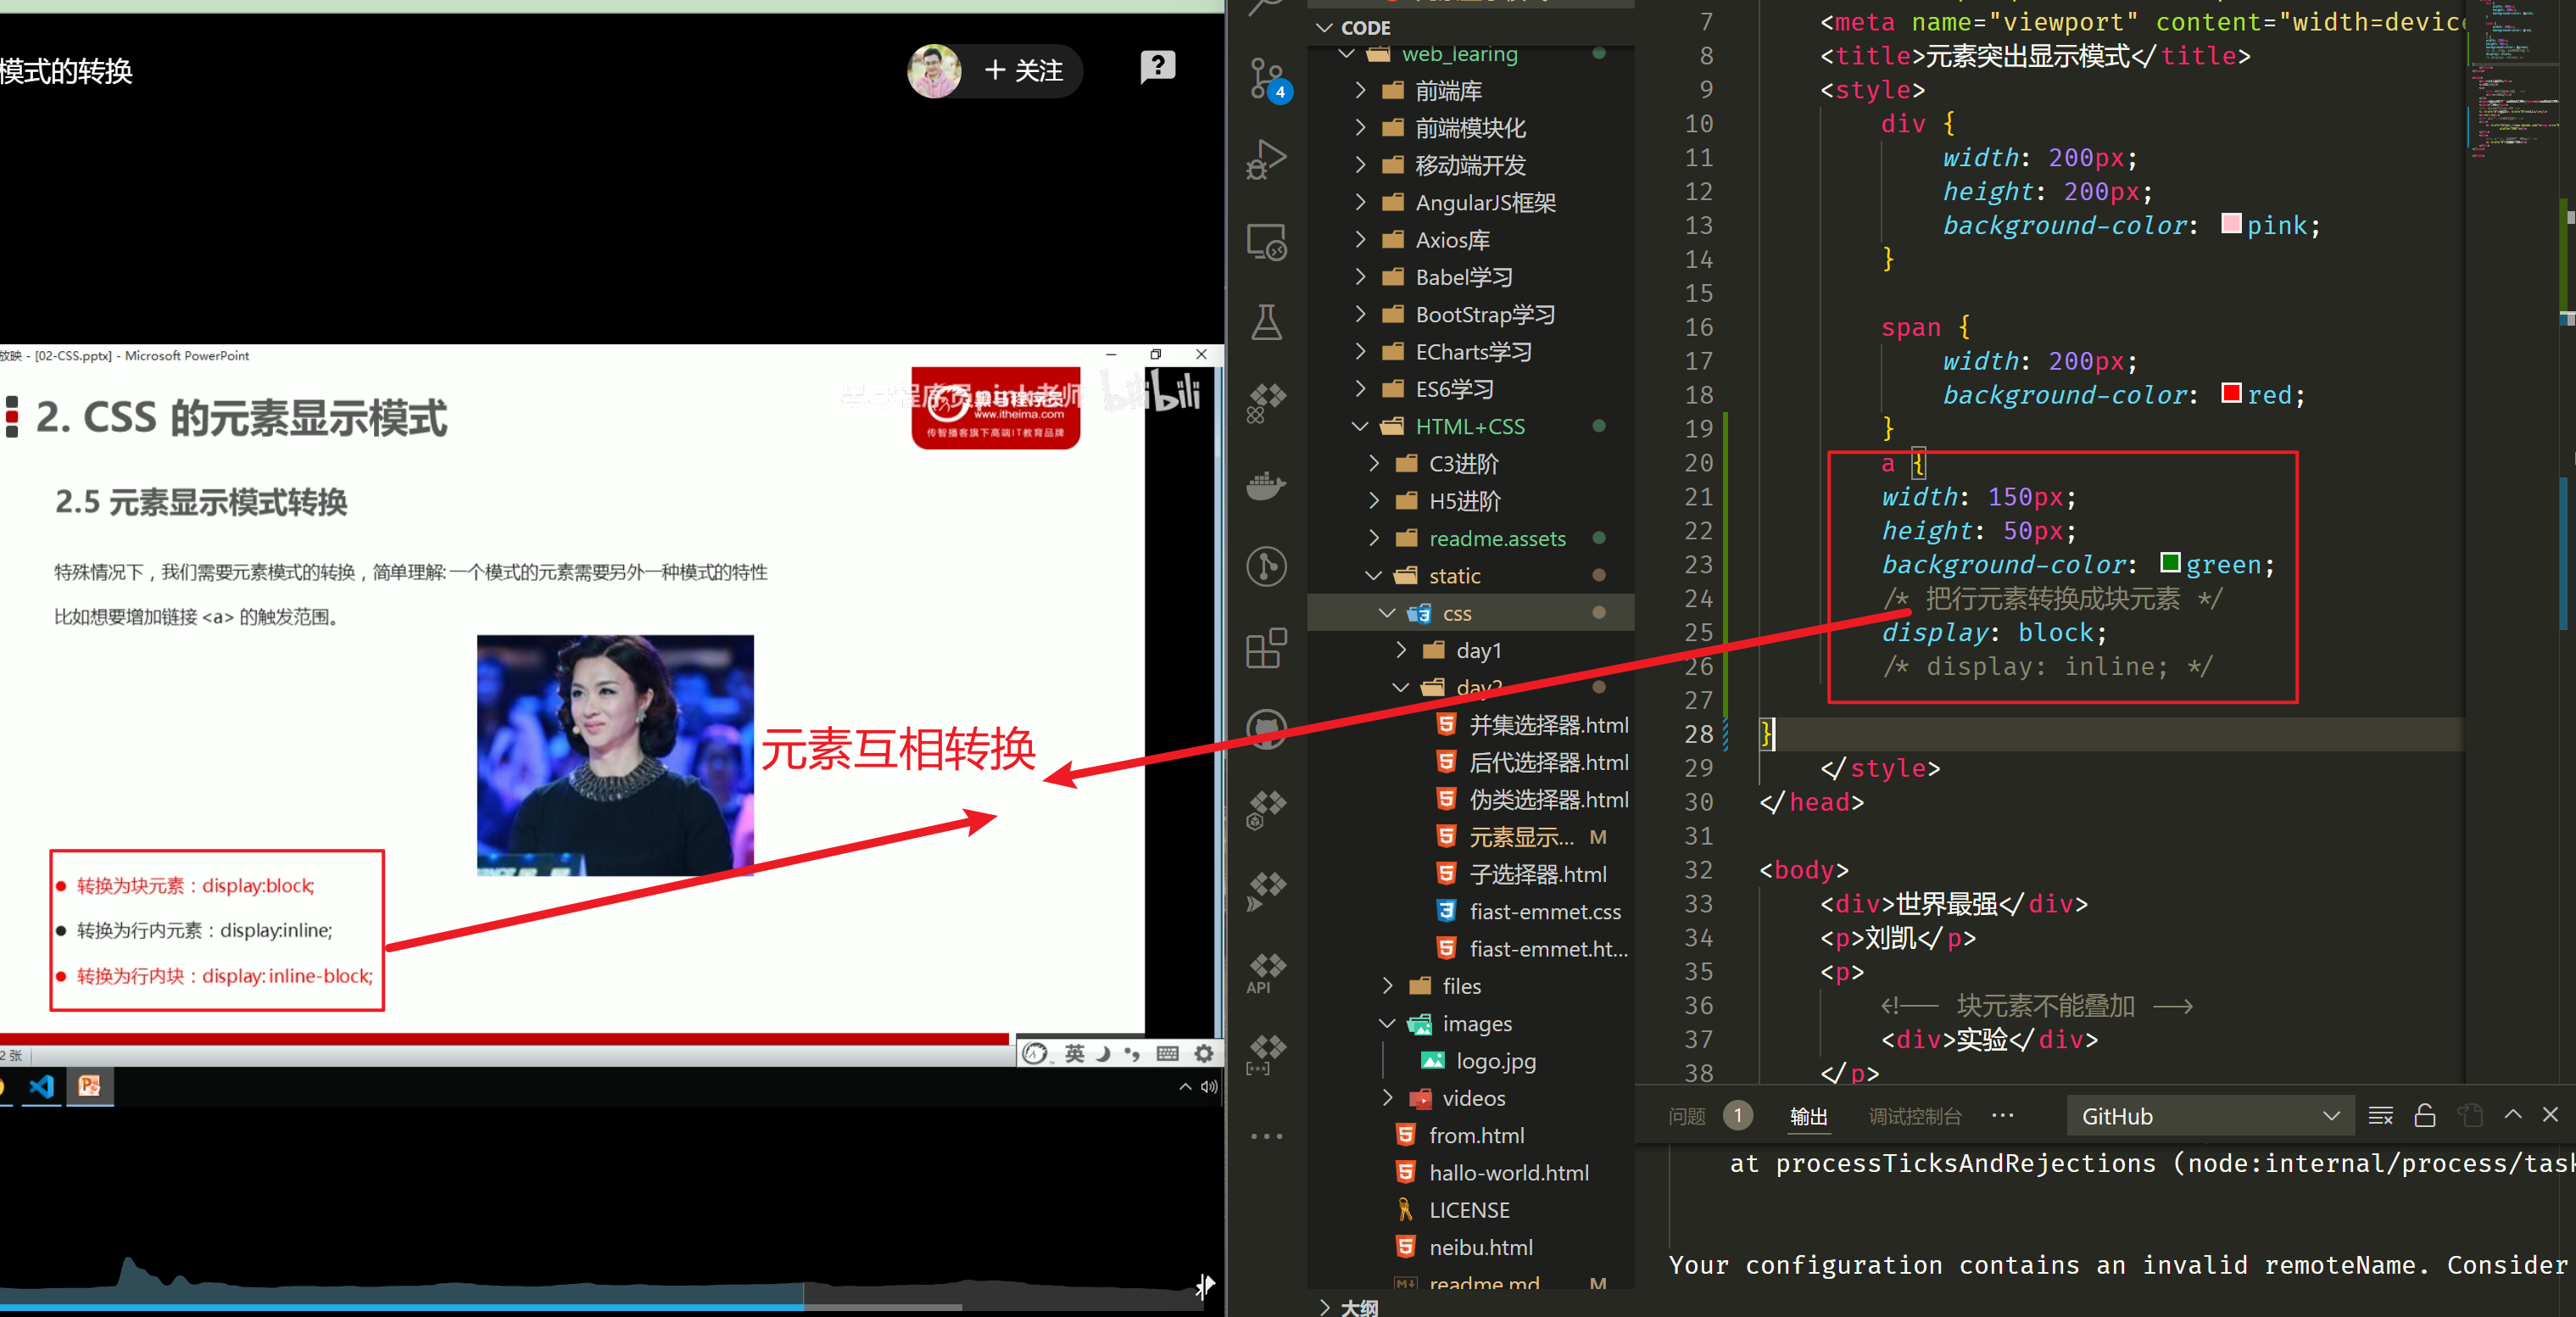 模式的转换
+ 关注
放映 - [02-CSS.pptx] - Microsoft PowerPoint
2. CSS 的元素显示模式
黑马程序员pink老师
bilibili
www.itheima.com
传智播客旗下高端IT教育品牌
2.5 元素显示模式转换
特殊情况下，我们需要元素模式的转换，简单理解: 一个模式的元素需要另外一种模式的特性
比如想要增加链接 <a> 的触发范围。
元素互相转换
转换为块元素：display:block;
转换为行内元素：display:inline;
转换为行内块：display: inline-block;
2 张
英
4
API
CODE
web_learing
前端库
前端模块化
移动端开发
AngularJS框架
Axios库
Babel学习
BootStrap学习
ECharts学习
ES6学习
HTML+CSS
C3进阶
H5进阶
readme.assets
static
css
day1
day2
并集选择器.html
后代选择器.html
伪类选择器.html
元素显示... M
子选择器.html
fiast-emmet.css
fiast-emmet.ht...
files
images
logo.jpg
videos
from.html
hallo-world.html
LICENSE
neibu.html
readme.md M
大纲
7 <meta name="viewport" content="width=device
8 <title>元素突出显示模式</title>
9 <style>
10 div {
11 width: 200px;
12 height: 200px;
13 background-color: pink;
14 }
15
16 span {
17 width: 200px;
18 background-color: red;
19 }
20 a {
21 width: 150px;
22 height: 50px;
23 background-color: green;
24 /* 把行元素转换成块元素 */
25 display: block;
26 /* display: inline; */
27
28 }
29 </style>
30 </head>
31
32 <body>
33 <div>世界最强</div>
34 <p>刘凯</p>
35 <p>
36 <!-- 块元素不能叠加 -->
37 <div>实验</div>
38 </p>
问题 1 输出 调试控制台 ··· GitHub
at processTicksAndRejections (node:internal/process/task
Your configuration contains an invalid remoteName. Consider